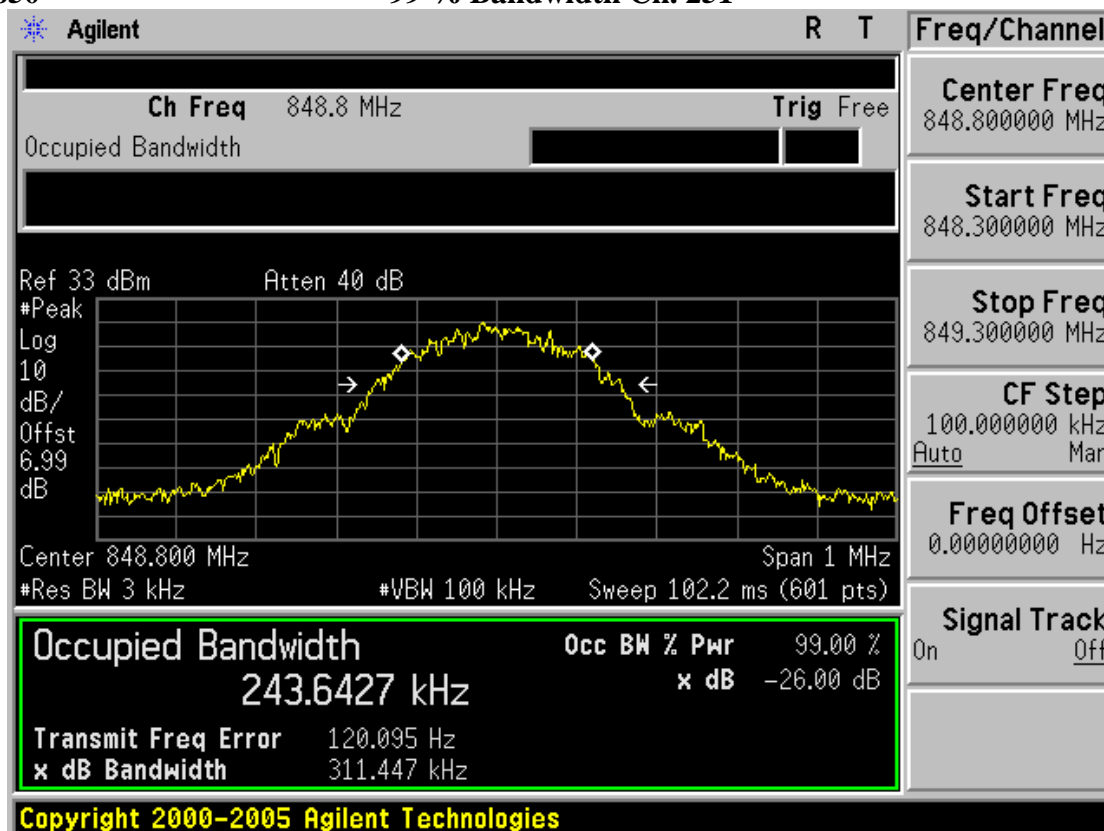 99 % Bandwidth Ch. 251
Agilent R T
Freq/Channel
Ch Freq 848.8 MHz Trig Free
Occupied Bandwidth
Center Freq
848.800000 MHz
Start Freq
848.300000 MHz
Stop Freq
849.300000 MHz
CF Step
100.000000 kHz
Auto Man
Freq Offset
0.00000000 Hz
Signal Track
On Off
Ref 33 dBm Atten 40 dB
#Peak
Log
10
dB/
Offst
6.99
dB
Center 848.800 MHz Span 1 MHz
#Res BW 3 kHz #VBW 100 kHz Sweep 102.2 ms (601 pts)
Occupied Bandwidth Occ BW % Pwr 99.00 %
243.6427 kHz x dB -26.00 dB
Transmit Freq Error 120.095 Hz
x dB Bandwidth 311.447 kHz
Copyright 2000-2005 Agilent Technologies